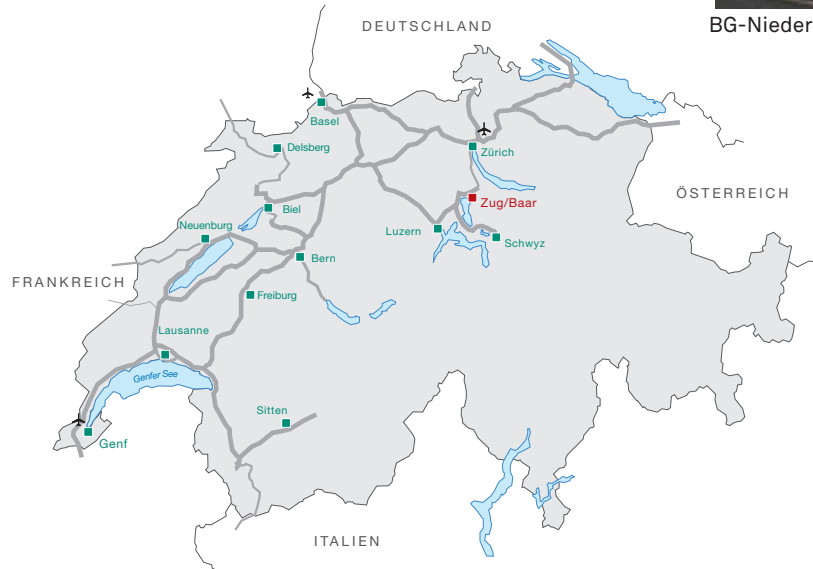 BG-Nieder
DEUTSCHLAND
Basel
Delsberg
Zürich
ÖSTERREICH
Zug/Baar
Biel
Neuenburg
Luzern
Schwyz
Bern
FRANKREICH
Freiburg
Lausanne
Genfer See
Sitten
Genf
ITALIEN